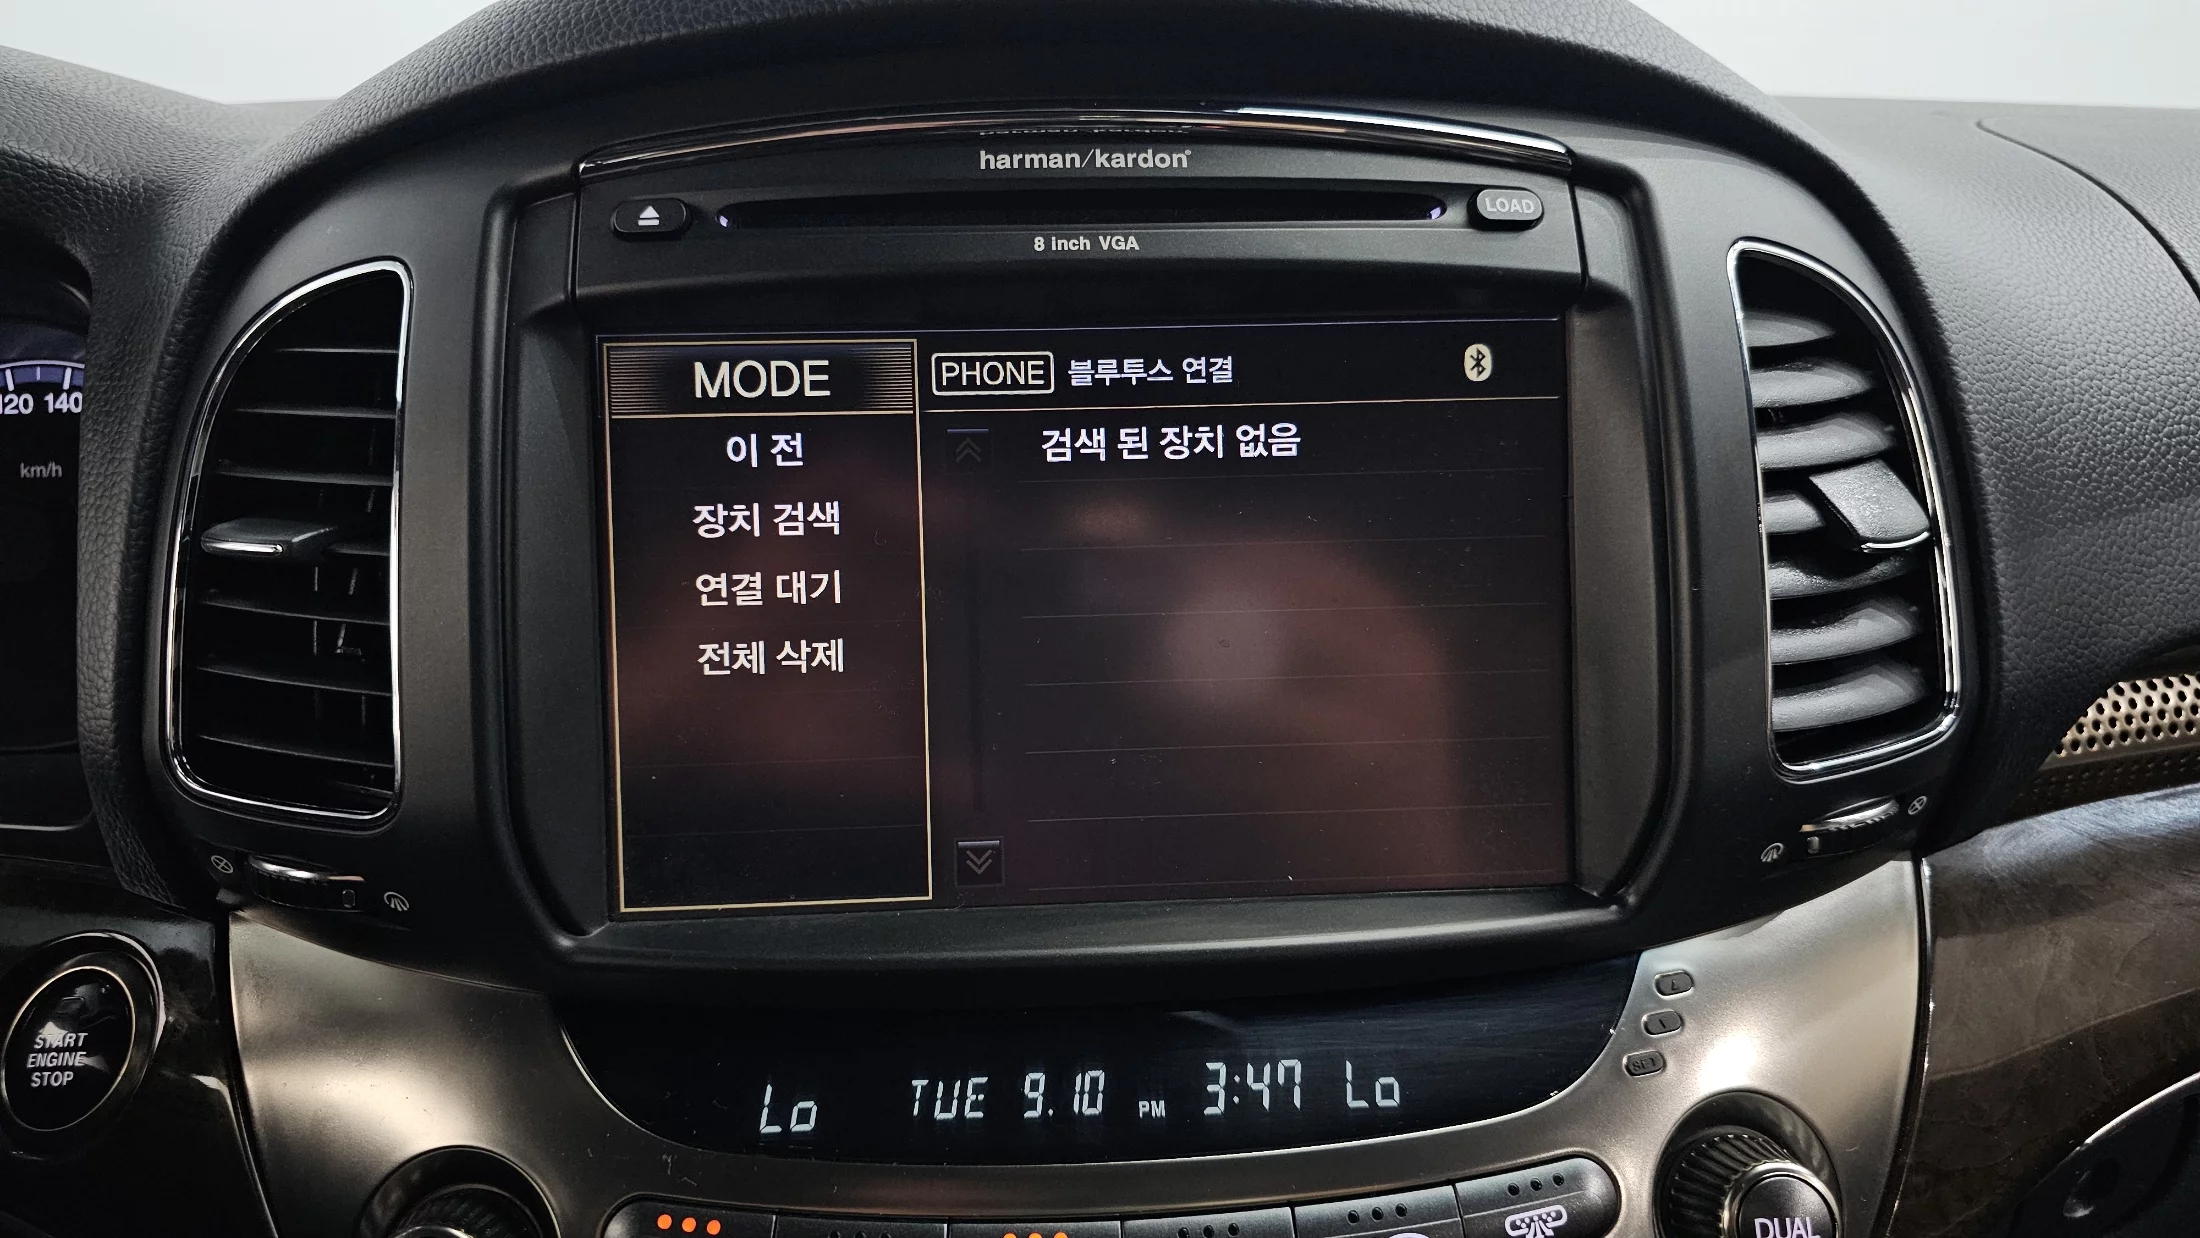 harman/kardon
LOAD
8 inch VGA
MODE
PHONE 블루투스 연결
이 전
검색 된 장치 없음
장치 검색
연결 대기
전체 삭제
120 140
km/h
START
ENGINE
STOP
Lo TUE 9.10 PM 3:47 Lo
SET
DUAL